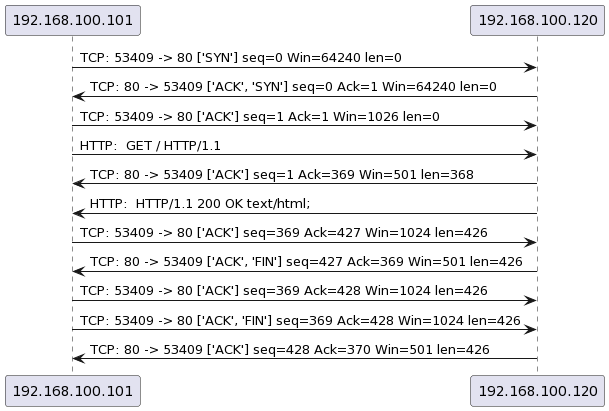 192.168.100.101 192.168.100.120
TCP: 53409 -> 80 ['SYN'] seq=0 Win=64240 len=0
TCP: 80 -> 53409 ['ACK', 'SYN'] seq=0 Ack=1 Win=64240 len=0
TCP: 53409 -> 80 ['ACK'] seq=1 Ack=1 Win=1026 len=0
HTTP:  GET / HTTP/1.1
TCP: 80 -> 53409 ['ACK'] seq=1 Ack=369 Win=501 len=368
HTTP:  HTTP/1.1 200 OK text/html;
TCP: 53409 -> 80 ['ACK'] seq=369 Ack=427 Win=1024 len=426
TCP: 80 -> 53409 ['ACK', 'FIN'] seq=427 Ack=369 Win=501 len=426
TCP: 53409 -> 80 ['ACK'] seq=369 Ack=428 Win=1024 len=426
TCP: 53409 -> 80 ['ACK', 'FIN'] seq=369 Ack=428 Win=1024 len=426
TCP: 80 -> 53409 ['ACK'] seq=428 Ack=370 Win=501 len=426
192.168.100.101 192.168.100.120